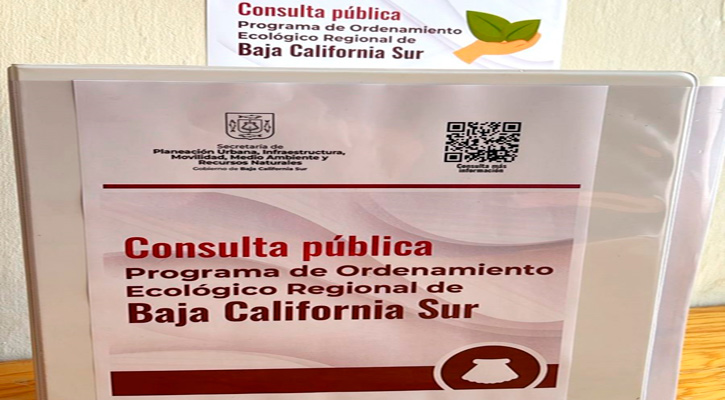 Consulta pública
Programa de Ordenamiento
Ecológico Regional de
Baja California Sur
Secretaría de
Planeación Urbana, Infraestructura,
Movilidad, Medio Ambiente y
Recursos Naturales
Gobierno de Baja California Sur
Consulta más
información
Consulta pública
Programa de Ordenamiento
Ecológico Regional de
Baja California Sur